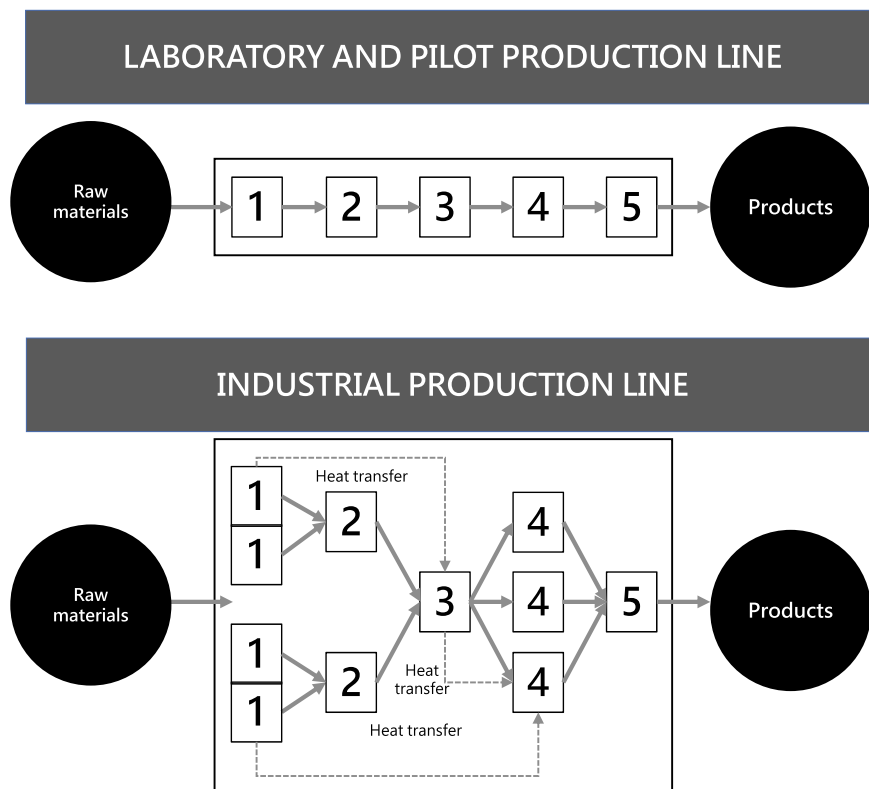 LABORATORY AND PILOT PRODUCTION LINE
Raw
materials
1
2
3
4
5
Products
INDUSTRIAL PRODUCTION LINE
Heat transfer
1
1
2
4
Raw
materials
3
4
5
Products
1
1
2
Heat
transfer
4
Heat transfer